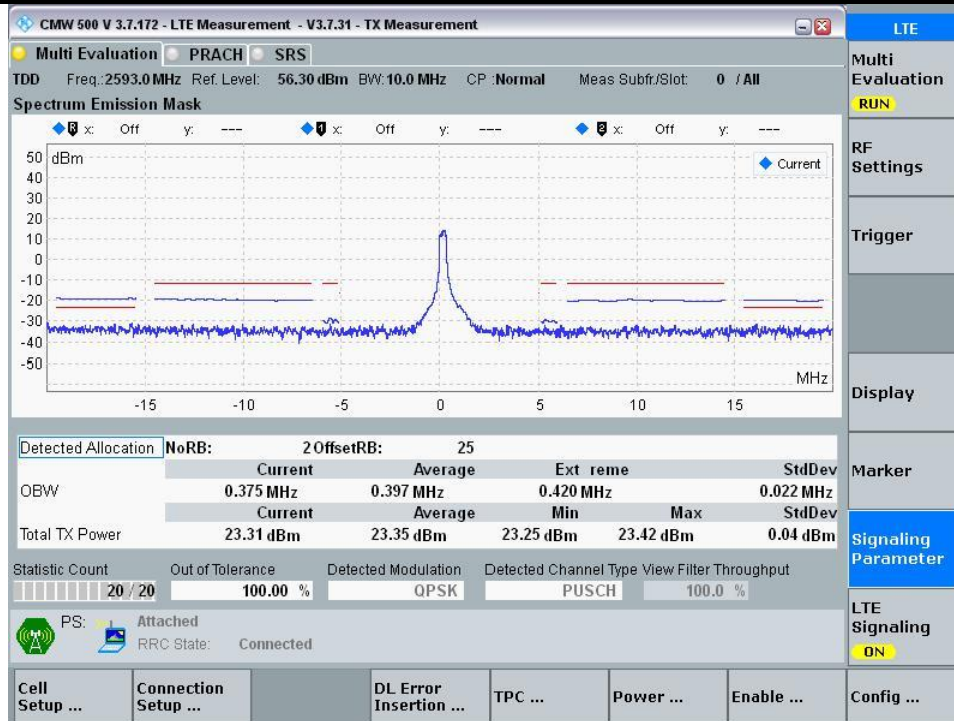 CMW 500 V 3.7.172 - LTE Measurement - V3.7.31 - TX Measurement
LTE
Multi Evaluation PRACH SRS
Multi
Evaluation
RUN
TDD Freq.:2593.0 MHz Ref. Level: 56.30 dBm BW:10.0 MHz CP :Normal Meas Subfr./Slot: 0 / All
Spectrum Emission Mask
R x: Off y: --- 1 x: Off y: --- 2 x: Off y: ---
50 dBm
Current
40
30
20
10
0
-10
-20
-30
-40
-50
MHz
-15 -10 -5 0 5 10 15
RF
Settings
Trigger
Display
Marker
Signaling
Parameter
LTE
Signaling
ON
Detected Allocation NoRB: 2 OffsetRB: 25
Current Average Ext reme StdDev
OBW 0.375 MHz 0.397 MHz 0.420 MHz 0.022 MHz
Current Average Min Max StdDev
Total TX Power 23.31 dBm 23.35 dBm 23.25 dBm 23.42 dBm 0.04 dBm
Statistic Count Out of Tolerance Detected Modulation Detected Channel Type View Filter Throughput
20 / 20 100.00 % QPSK PUSCH 100.0 %
PS: Attached
RRC State: Connected
Cell
Setup ...
Connection
Setup ...
DL Error
Insertion ...
TPC ...
Power ...
Enable ...
Config ...